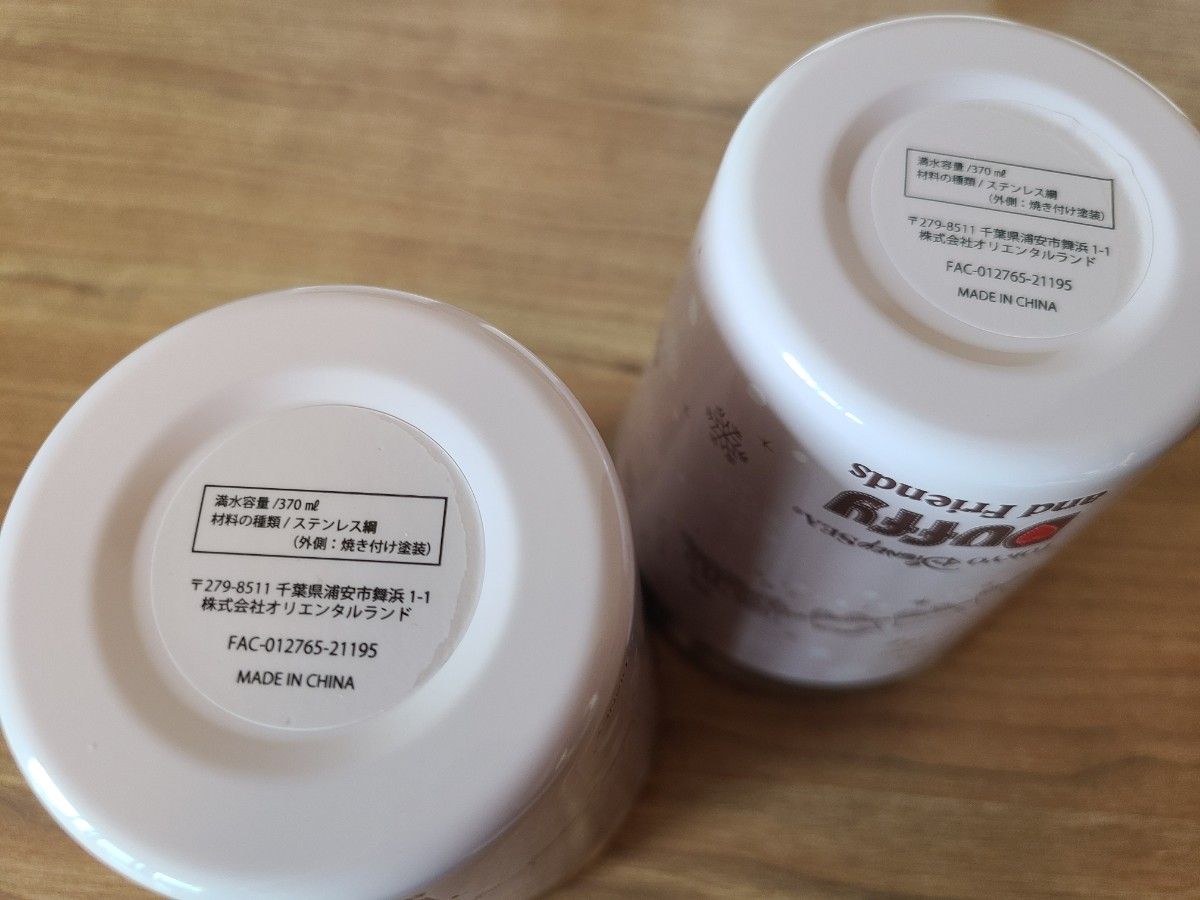 満水容量 /370 ㎖
材料の種類 / ステンレス綱
(外側：焼き付け塗装)
〒279-8511 千葉県浦安市舞浜 1-1
株式会社オリエンタルランド
FAC-012765-21195
MADE IN CHINA
満水容量 /370 ㎖
材料の種類 / ステンレス綱
(外側：焼き付け塗装)
〒279-8511 千葉県浦安市舞浜 1-1
株式会社オリエンタルランド
FAC-012765-21195
MADE IN CHINA
TOKYO DISNEYSEA®
Duffy
and Friends